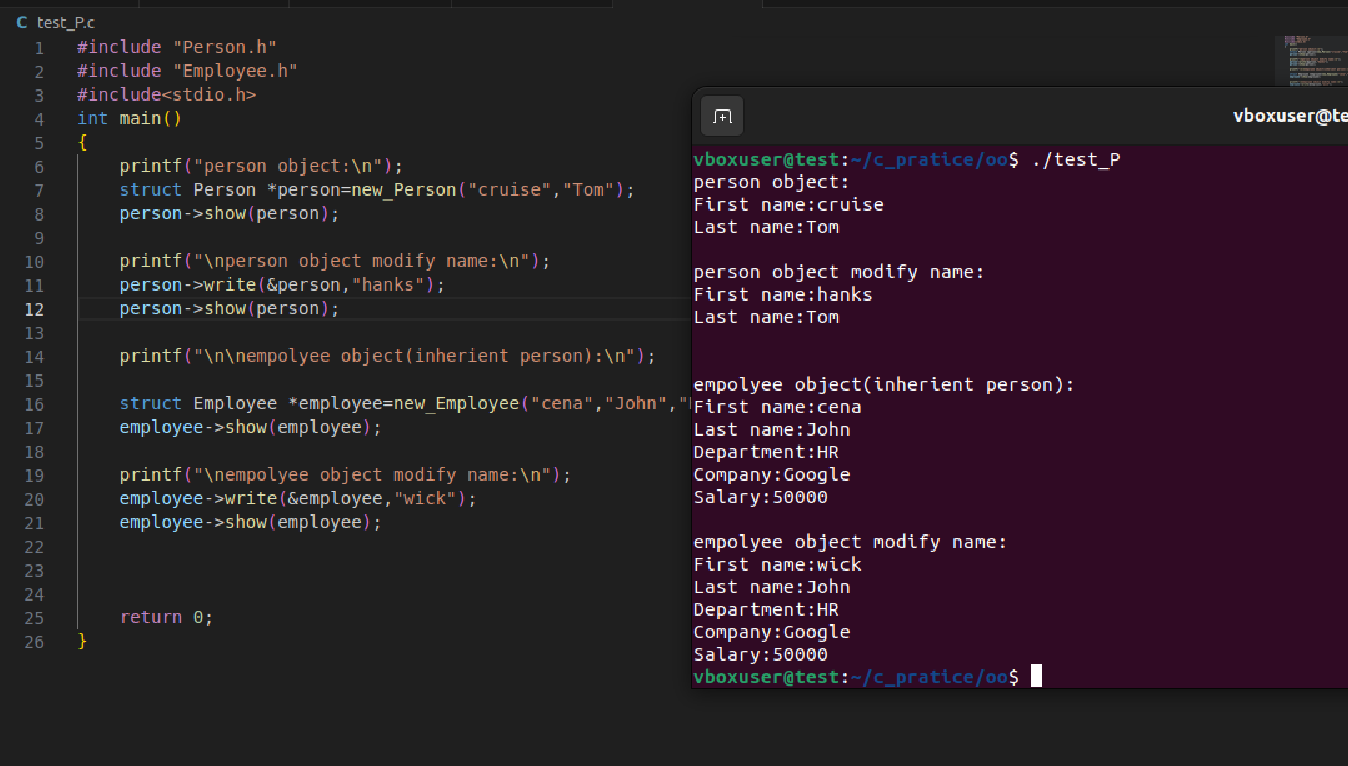 C test_P.c
1 #include "Person.h"
2 #include "Employee.h"
3 #include<stdio.h>
4 int main()
5 {
6 printf("person object:\n");
7 struct Person *person=new_Person("cruise","Tom");
8 person->show(person);
9
10 printf("\nperson object modify name:\n");
11 person->write(&person,"hanks");
12 person->show(person);
13
14 printf("\n\nempolyee object(inherient person):\n");
15
16 struct Employee *employee=new_Employee("cena","John","
17 employee->show(employee);
18
19 printf("\nempolyee object modify name:\n");
20 employee->write(&employee,"wick");
21 employee->show(employee);
22
23
24
25 return 0;
26 }
vboxuser@te
vboxuser@test:~/c_pratice/oo$ ./test_P
person object:
First name:cruise
Last name:Tom
person object modify name:
First name:hanks
Last name:Tom
empolyee object(inherient person):
First name:cena
Last name:John
Department:HR
Company:Google
Salary:50000
empolyee object modify name:
First name:wick
Last name:John
Department:HR
Company:Google
Salary:50000
vboxuser@test:~/c_pratice/oo$